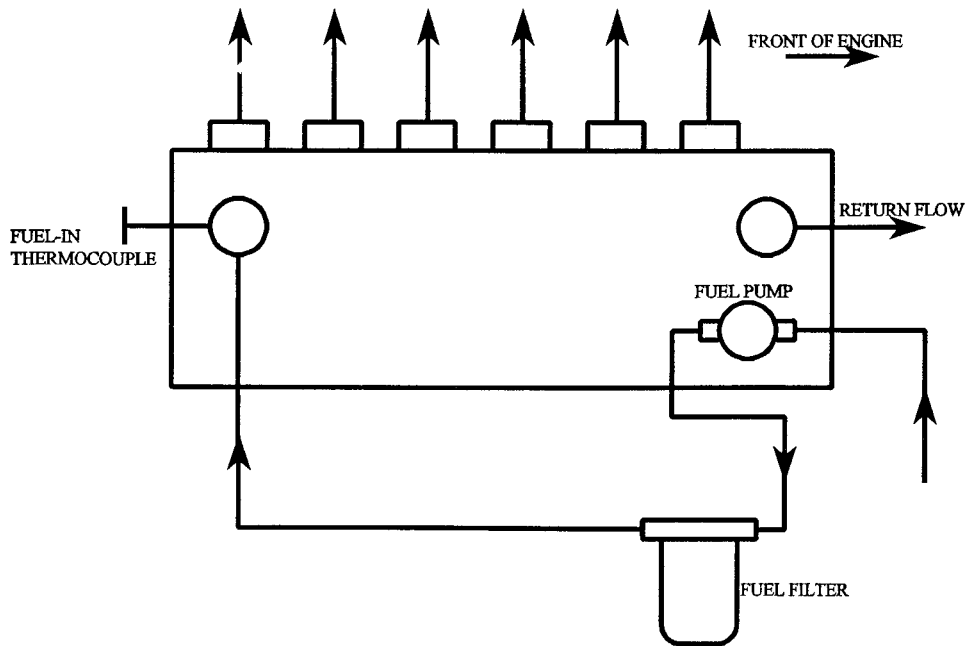 FRONT OF ENGINE
FUEL-IN
THERMOCOUPLE
RETURN FLOW
FUEL PUMP
FUEL FILTER